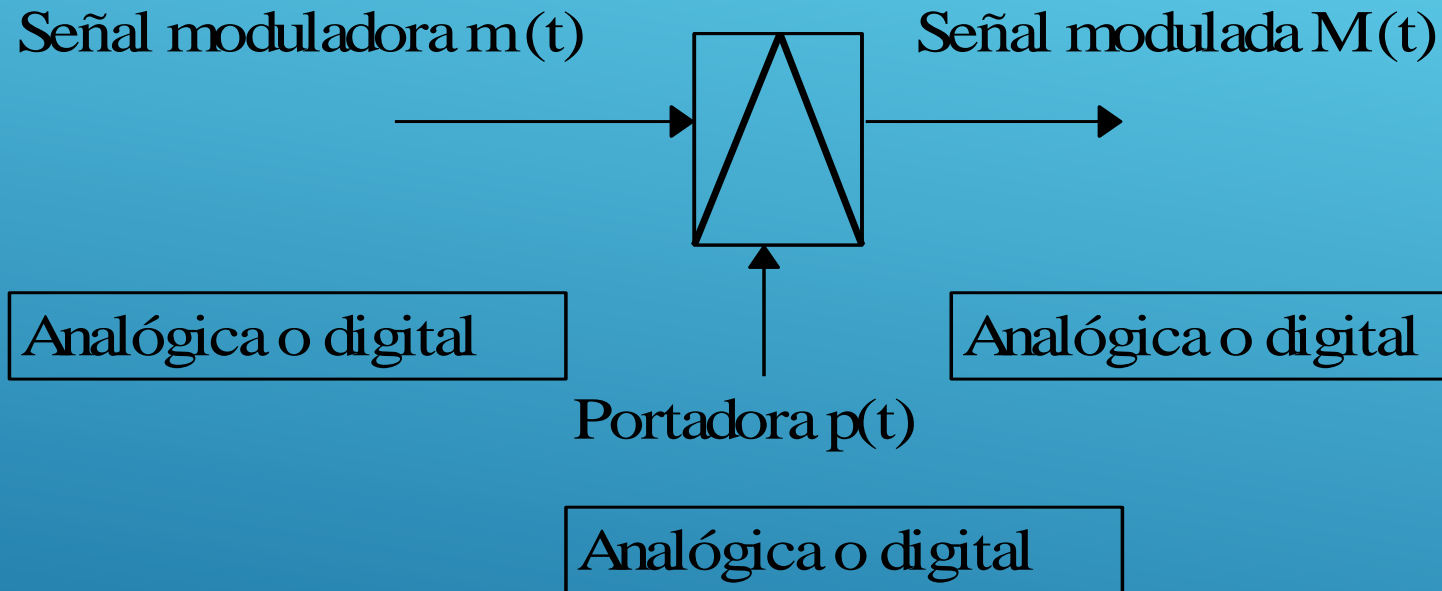 Señal moduladora m(t)
Señal modulada M(t)
Analógica o digital
Analógica o digital
Portadora p(t)
Analógica o digital